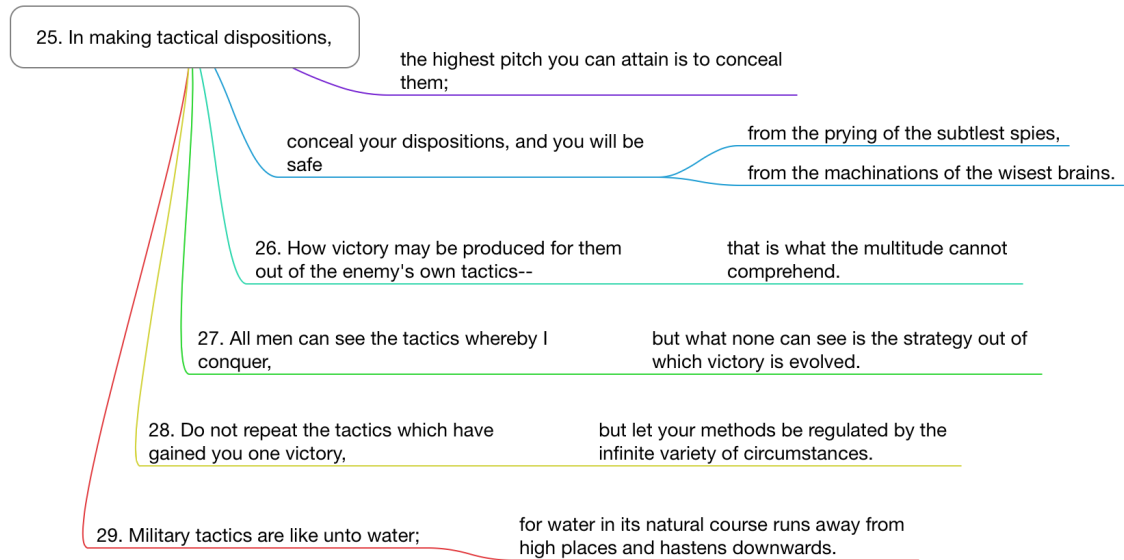 25. In making tactical dispositions,
the highest pitch you can attain is to conceal
them;
conceal your dispositions, and you will be
safe
from the prying of the subtlest spies,
from the machinations of the wisest brains.
26. How victory may be produced for them
out of the enemy's own tactics--
that is what the multitude cannot
comprehend.
27. All men can see the tactics whereby I
conquer,
but what none can see is the strategy out of
which victory is evolved.
28. Do not repeat the tactics which have
gained you one victory,
but let your methods be regulated by the
infinite variety of circumstances.
29. Military tactics are like unto water;
for water in its natural course runs away from
high places and hastens downwards.